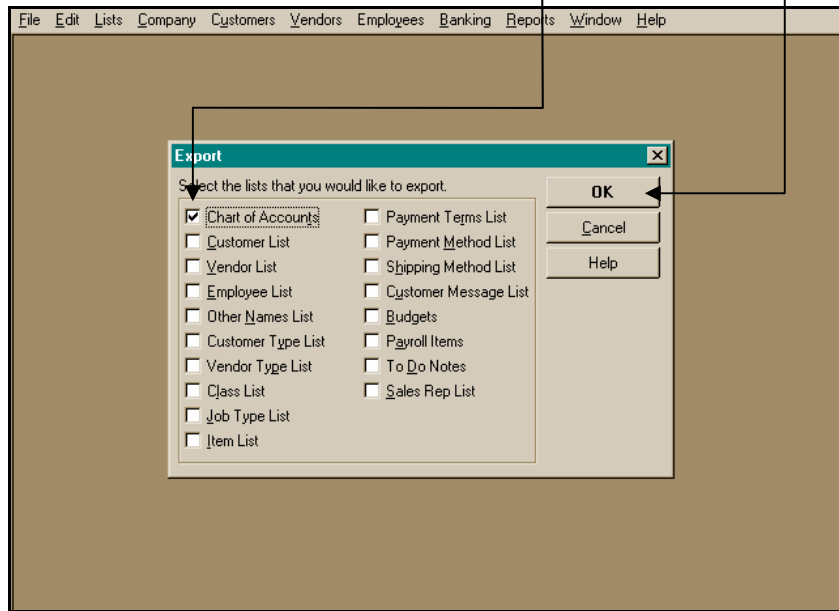 File Edit Lists Company Customers Vendors Employees Banking Reports Window Help
Export
Select the lists that you would like to export.
Chart of Accounts
Customer List
Vendor List
Employee List
Other Names List
Customer Type List
Vendor Type List
Class List
Job Type List
Item List
Payment Terms List
Payment Method List
Shipping Method List
Customer Message List
Budgets
Payroll Items
To Do Notes
Sales Rep List
OK
Cancel
Help